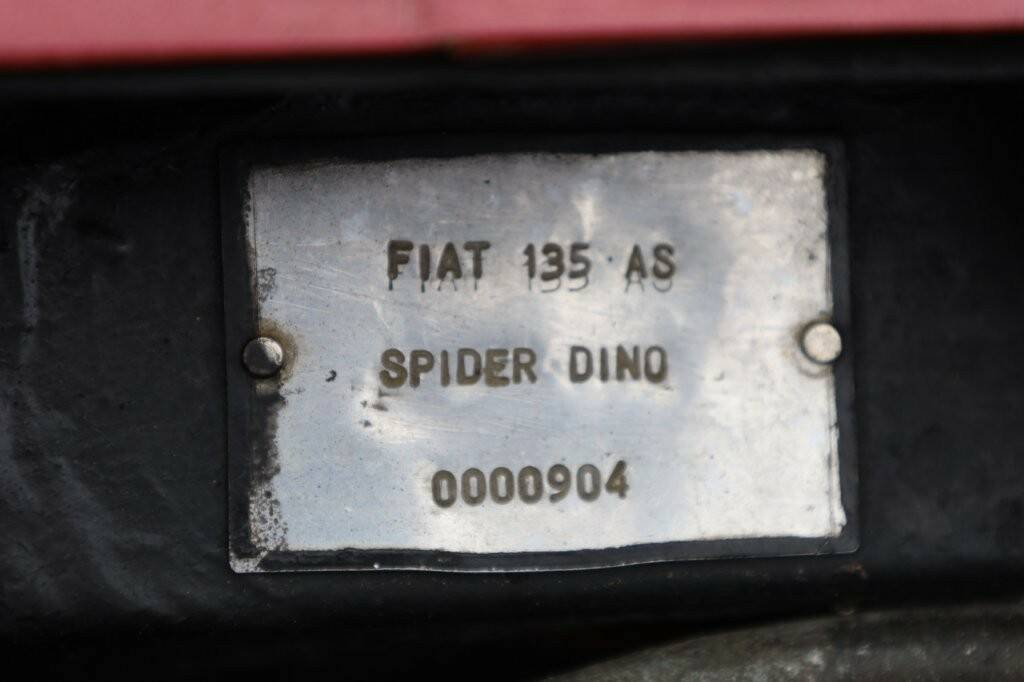 FIAT 135 AS
SPIDER DINO
0000904